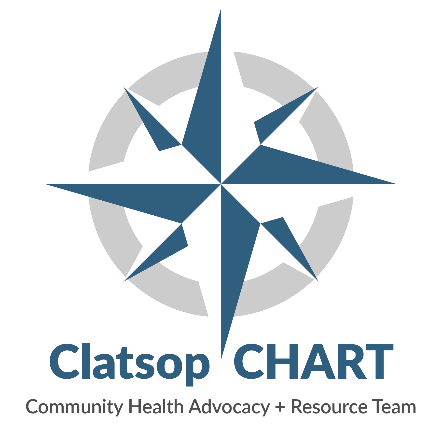 Clatsop CHART
Community Health Advocacy + Resource Team